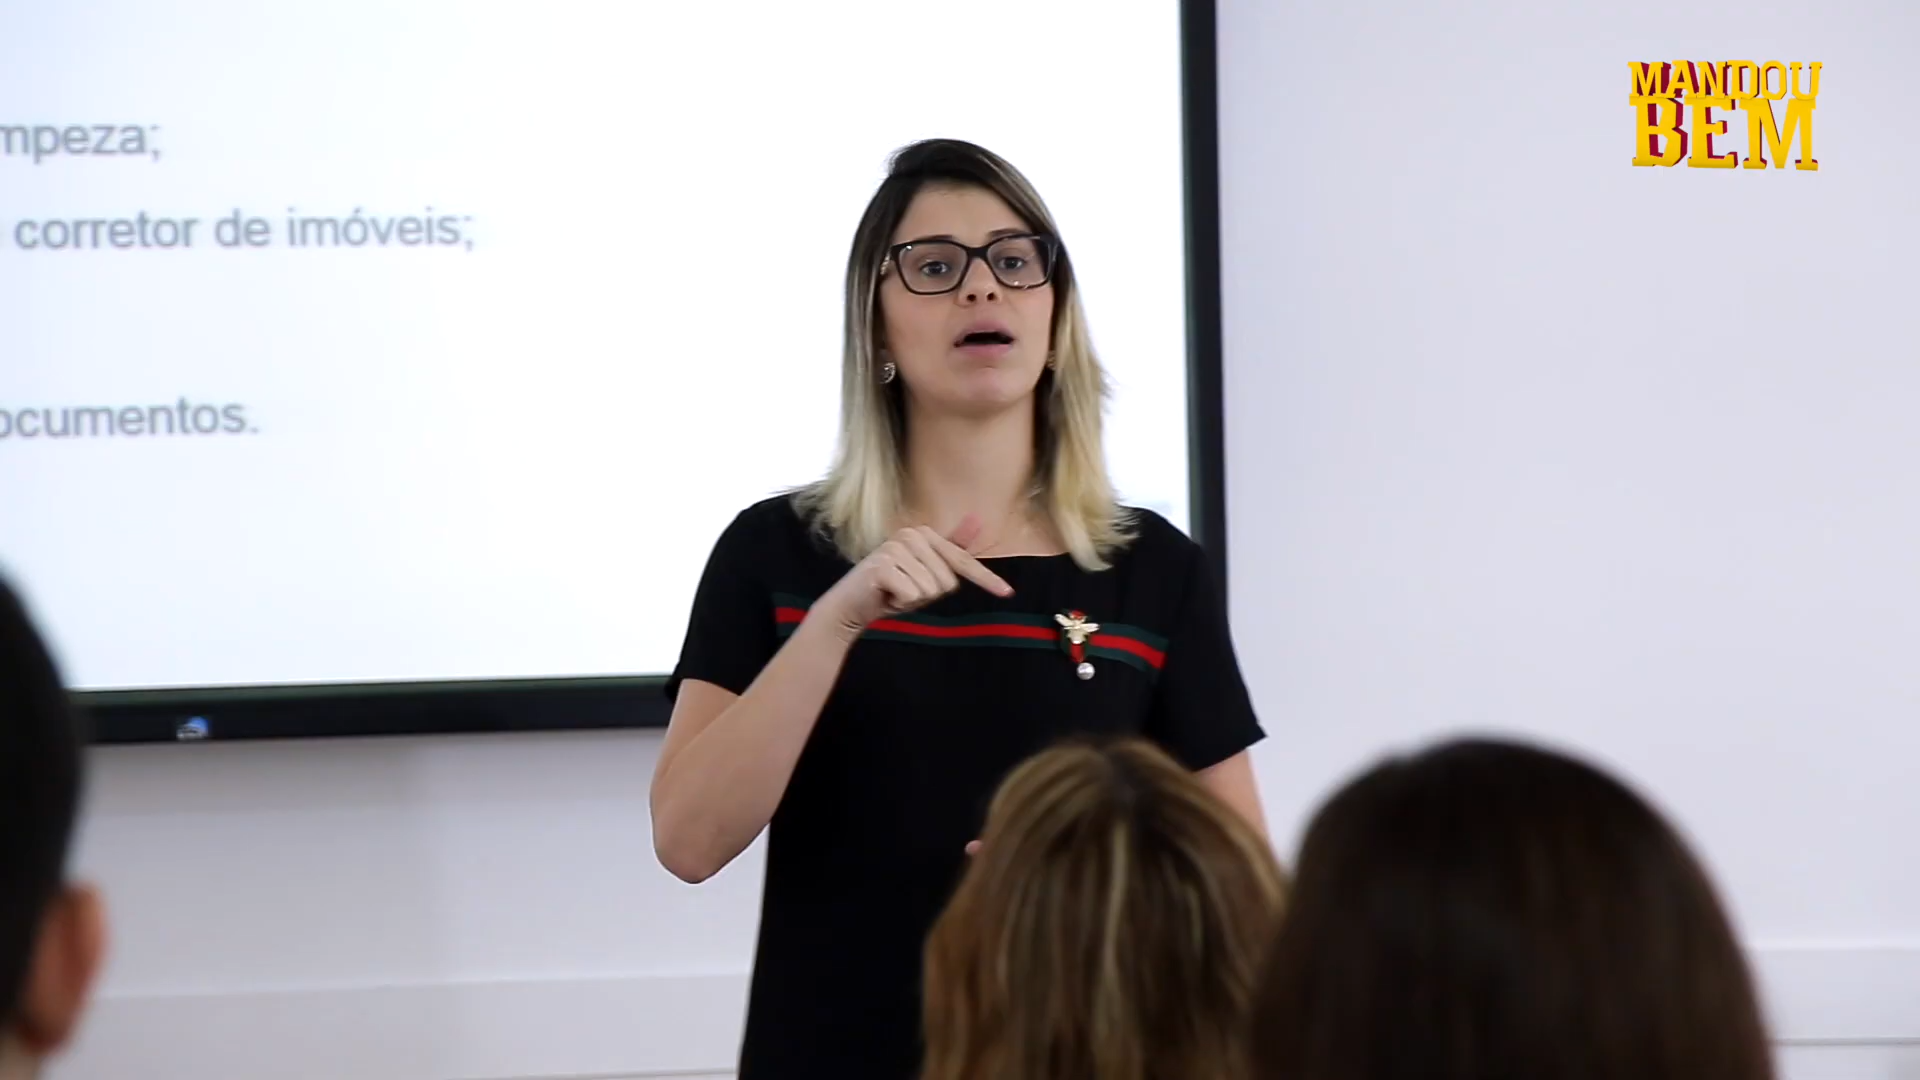 mpeza;
corretor de imóveis;
ocumentos.
MANDOU
BEM